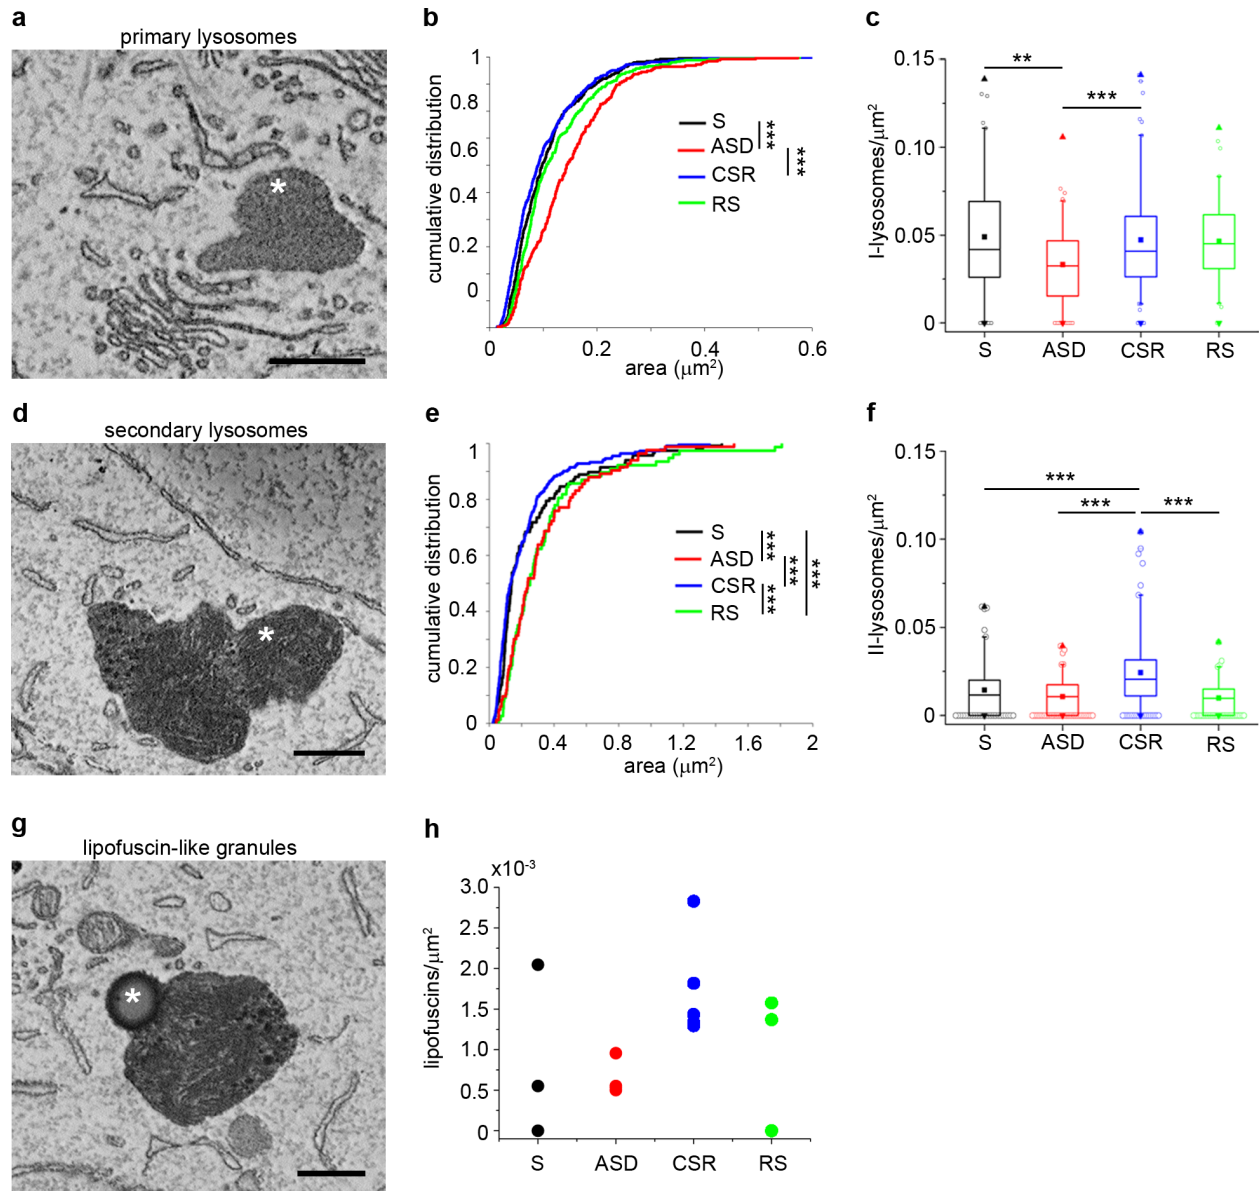 a
primary lysosomes
*
b
1
0.8
0.6
0.4
0.2
0
cumulative distribution
S
ASD
CSR
RS
***
***
0 0.2 0.4 0.6
area (μm²)
c
0.15
0.10
0.05
0
I-lysosomes/μm²
**
***
S ASD CSR RS
d
secondary lysosomes
*
e
1
0.8
0.6
0.4
0.2
0
cumulative distribution
S
ASD
CSR
RS
***
***
***
***
0 0.4 0.8 1.2 1.6 2
area (μm²)
f
0.15
0.10
0.05
0
II-lysosomes/μm²
***
*** ***
S ASD CSR RS
g
lipofuscin-like granules
*
h
x10⁻³
3.0
2.5
2.0
1.5
1.0
0.5
0
lipofuscins/μm²
S ASD CSR RS